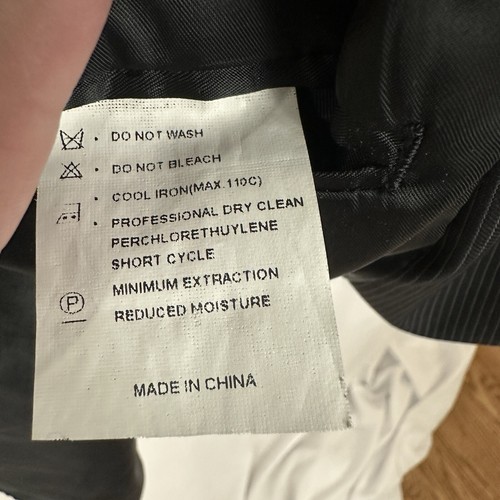 · DO NOT WASH
· DO NOT BLEACH
· COOL IRON(MAX.110C)
· PROFESSIONAL DRY CLEAN
PERCHLORETHUYLENE
SHORT CYCLE
MINIMUM EXTRACTION
P
REDUCED MOISTURE
MADE IN CHINA